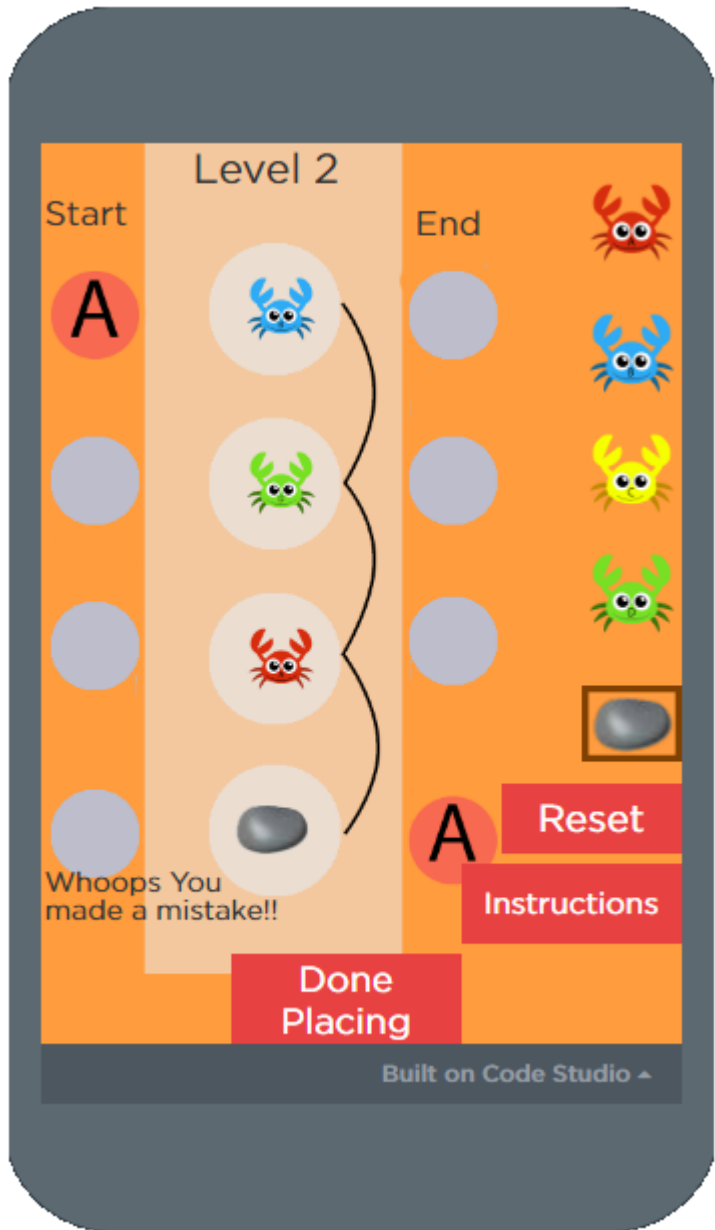 Level 2
Start
End
A
A
Reset
Whoops You
made a mistake!!
Instructions
Done
Placing
Built on Code Studio